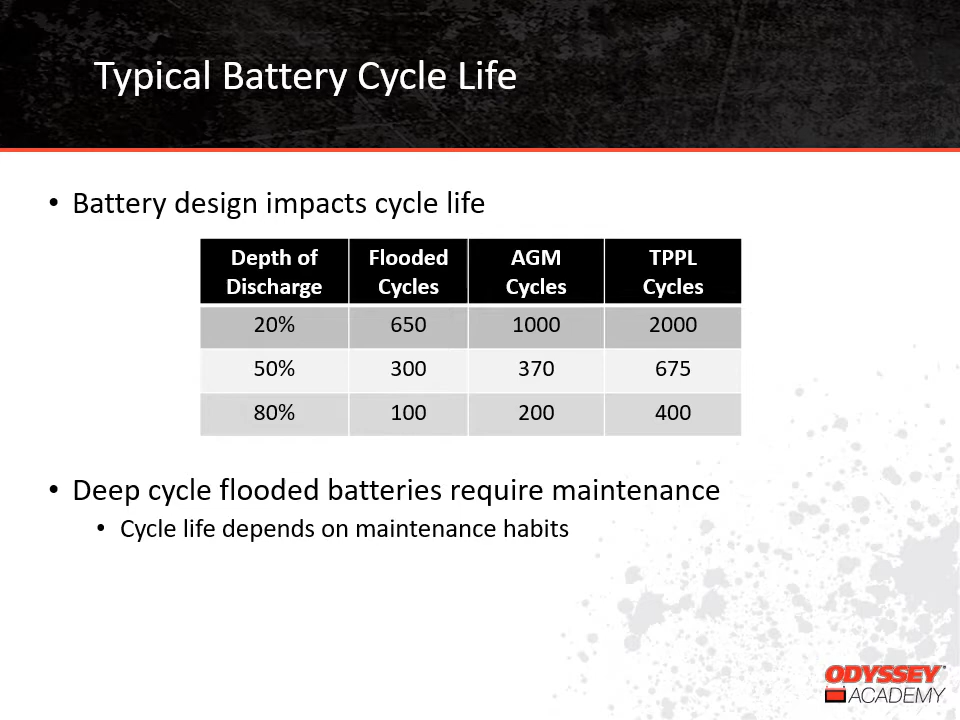 Typical Battery Cycle Life
• Battery design impacts cycle life
Depth of Discharge Flooded Cycles AGM Cycles TPPL Cycles
20% 650 1000 2000
50% 300 370 675
80% 100 200 400
• Deep cycle flooded batteries require maintenance
• Cycle life depends on maintenance habits
ODYSSEY
ACADEMY